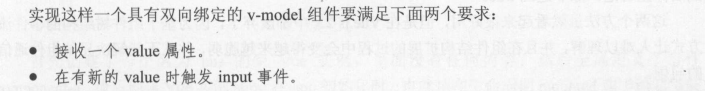 实现这样一个具有双向绑定的 v-model 组件要满足下面两个要求:
● 接收一个 value 属性。
● 在有新的 value 时触发 input 事件。